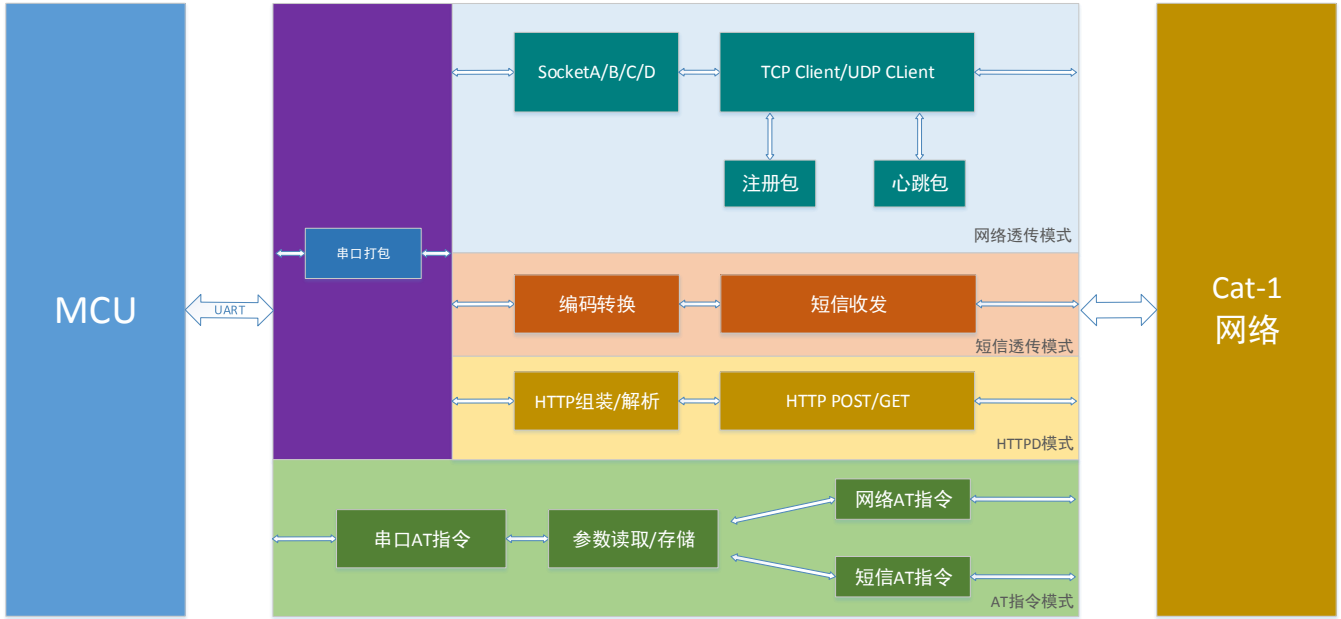 MCU
UART
串口打包
SocketA/B/C/D
TCP Client/UDP CLient
注册包
心跳包
网络透传模式
编码转换
短信收发
短信透传模式
HTTP组装/解析
HTTP POST/GET
HTTPD模式
串口AT指令
参数读取/存储
网络AT指令
短信AT指令
AT指令模式
Cat-1
网络